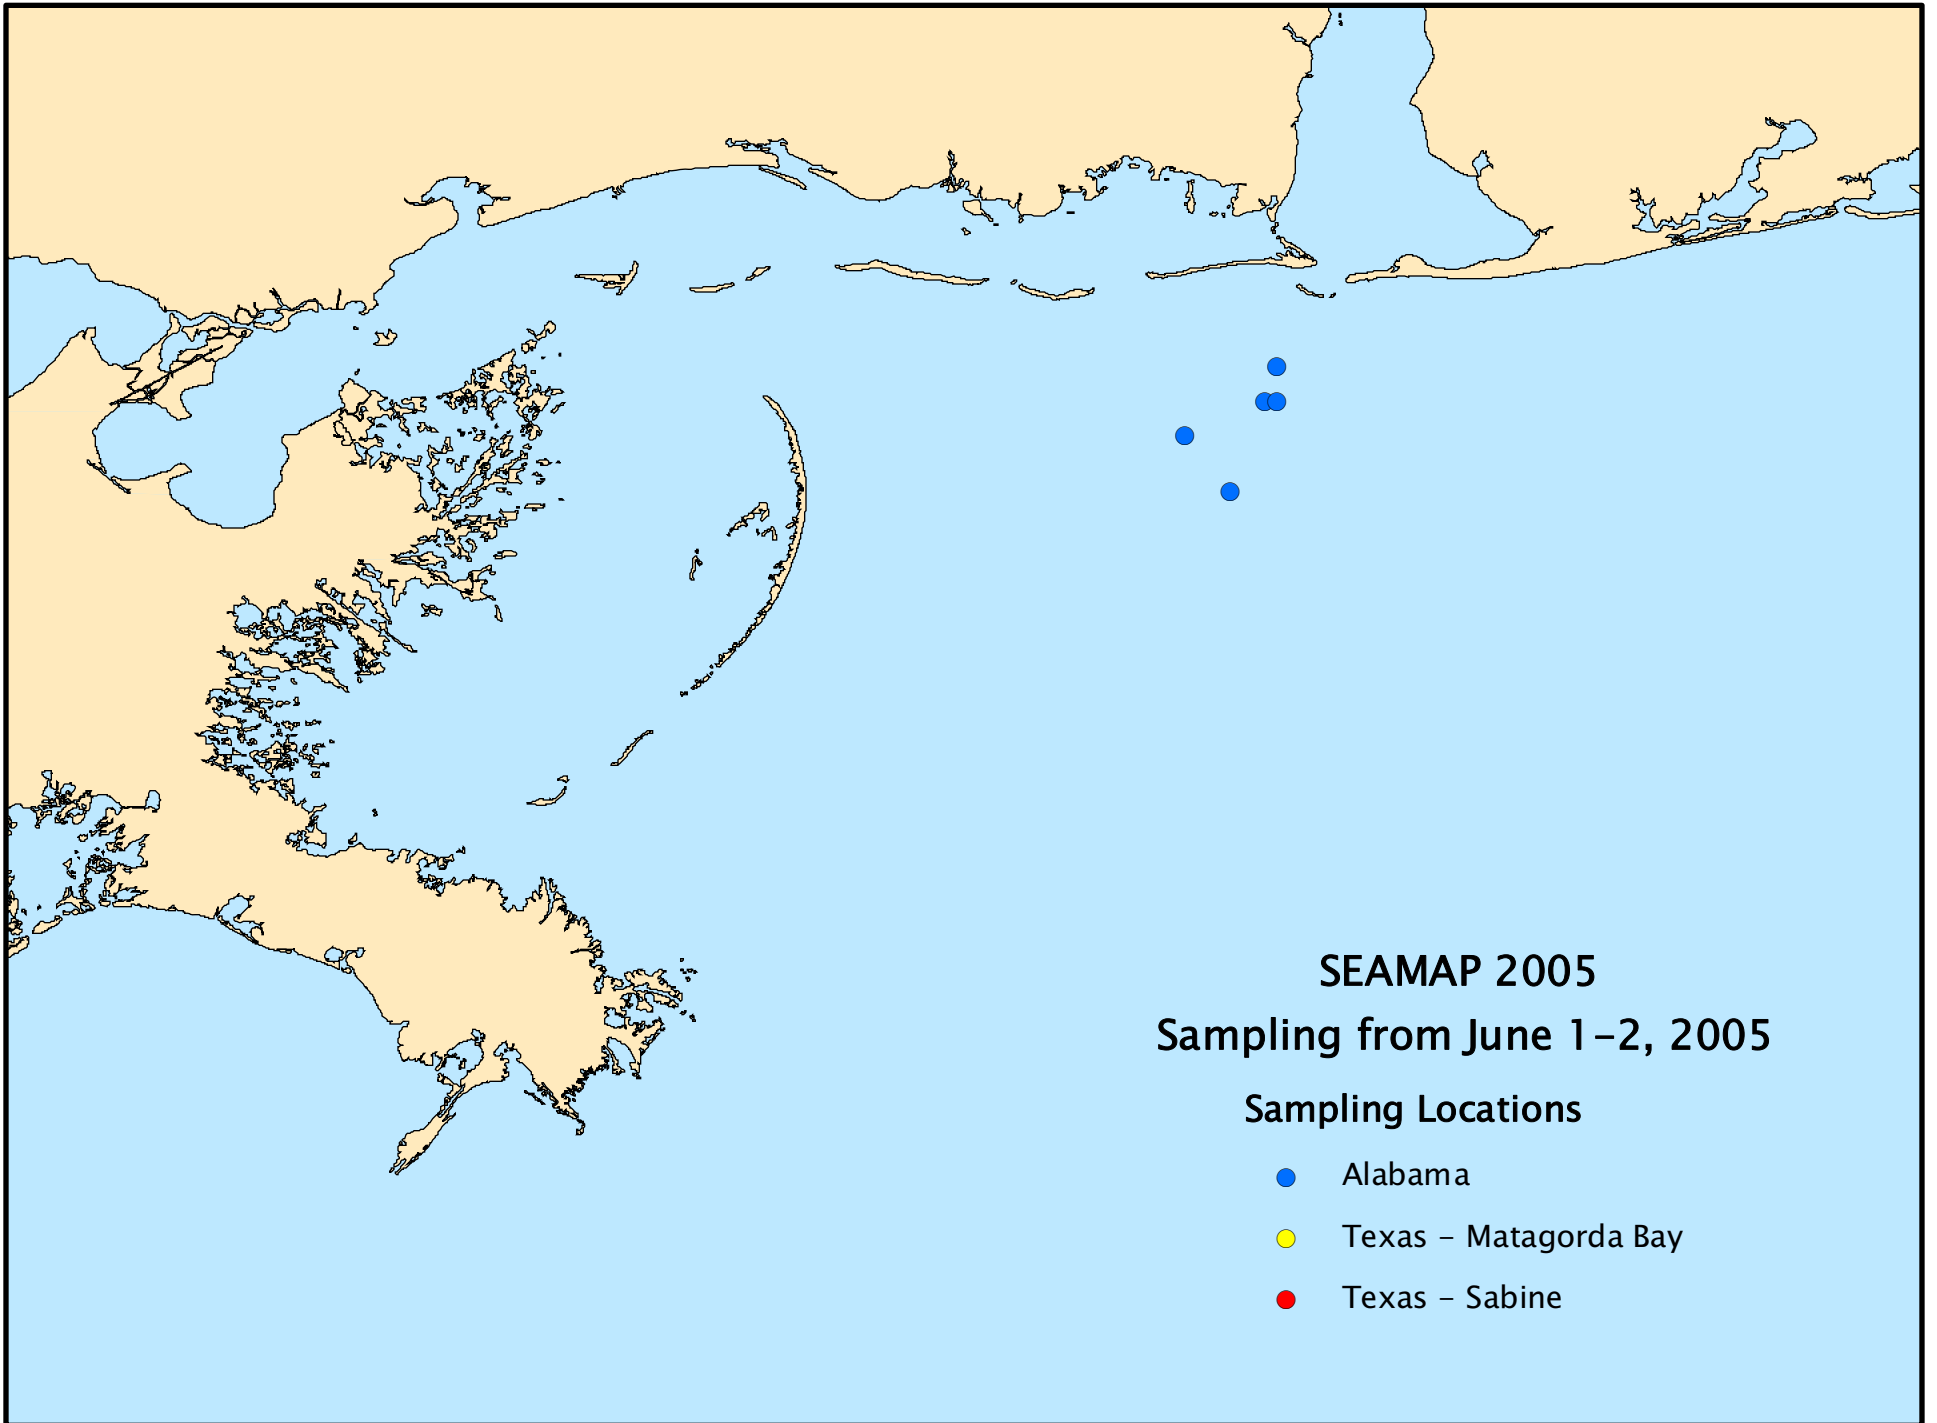 SEAMAP 2005
Sampling from June 1-2, 2005
Sampling Locations
Alabama
Texas - Matagorda Bay
Texas - Sabine